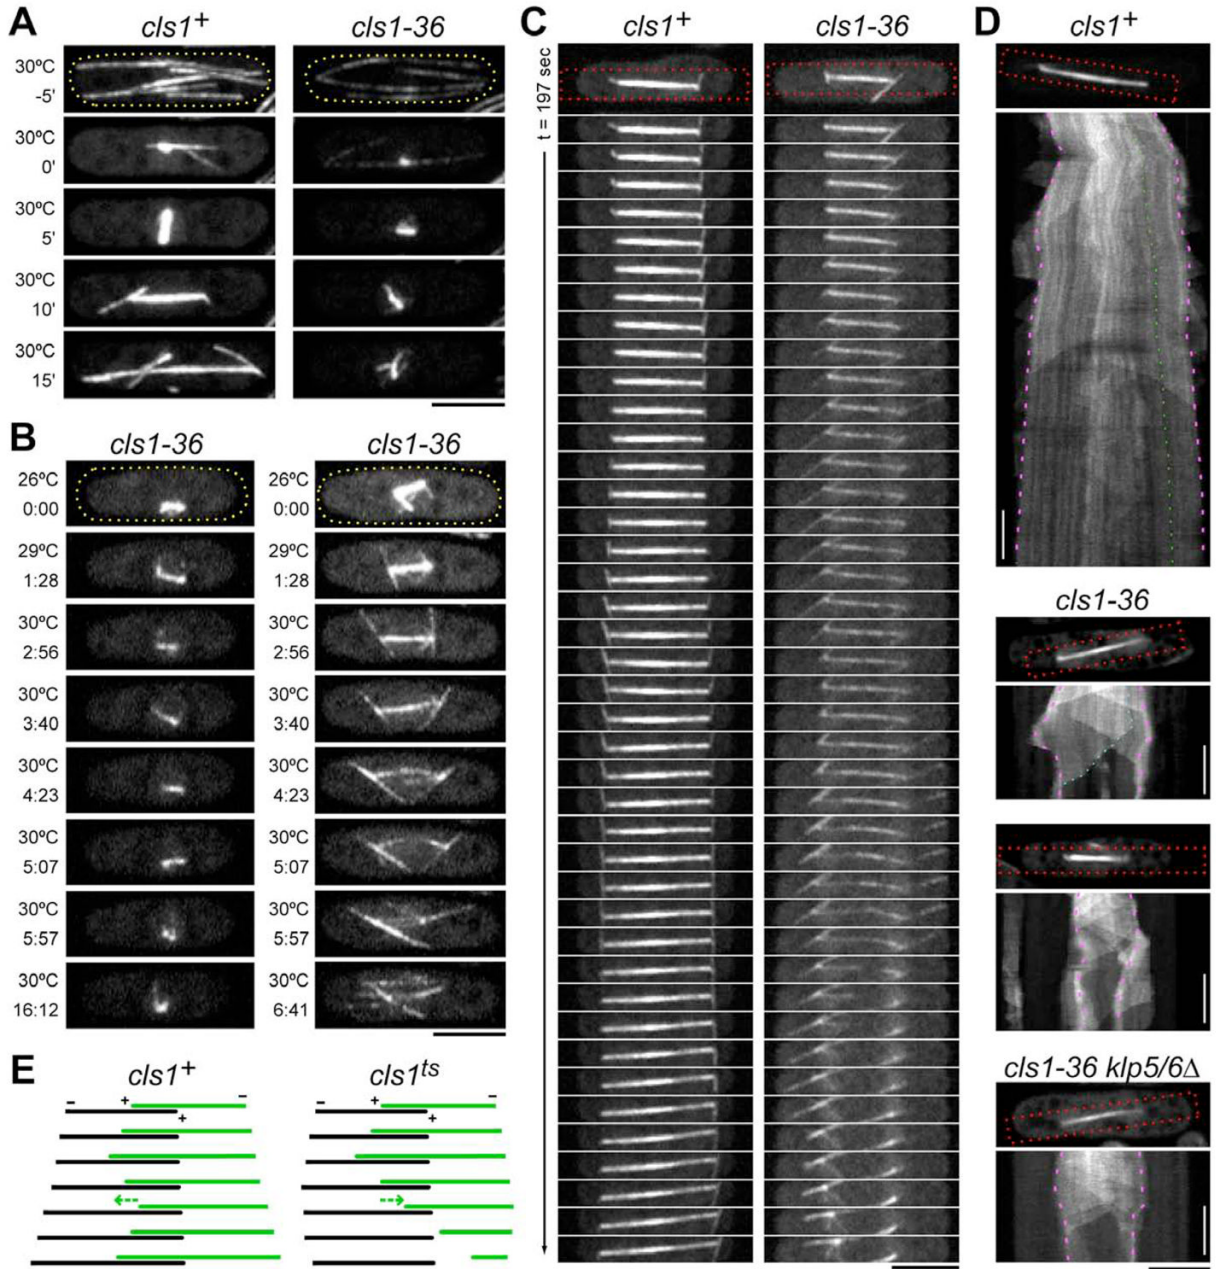 A
cls1+
cls1-36
30ºC
-5'
30ºC
0'
30ºC
5'
30ºC
10'
30ºC
15'
B
cls1-36
cls1-36
26ºC
0:00
26ºC
0:00
29ºC
1:28
29ºC
1:28
30ºC
2:56
30ºC
2:56
30ºC
3:40
30ºC
3:40
30ºC
4:23
30ºC
4:23
30ºC
5:07
30ºC
5:07
30ºC
5:57
30ºC
5:57
30ºC
16:12
30ºC
6:41
C
cls1+
cls1-36
t = 197 sec
D
cls1+
cls1-36
cls1-36 klp5/6Δ
E
cls1+
cls1ts
- + -
+
- + -
+